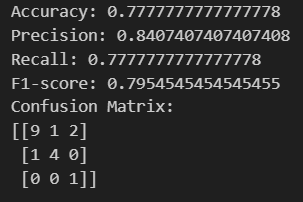 Accuracy: 0.7777777777777778
Precision: 0.8407407407407408
Recall: 0.7777777777777778
F1-score: 0.7954545454545455
Confusion Matrix:
[[9 1 2]
 [1 4 0]
 [0 0 1]]